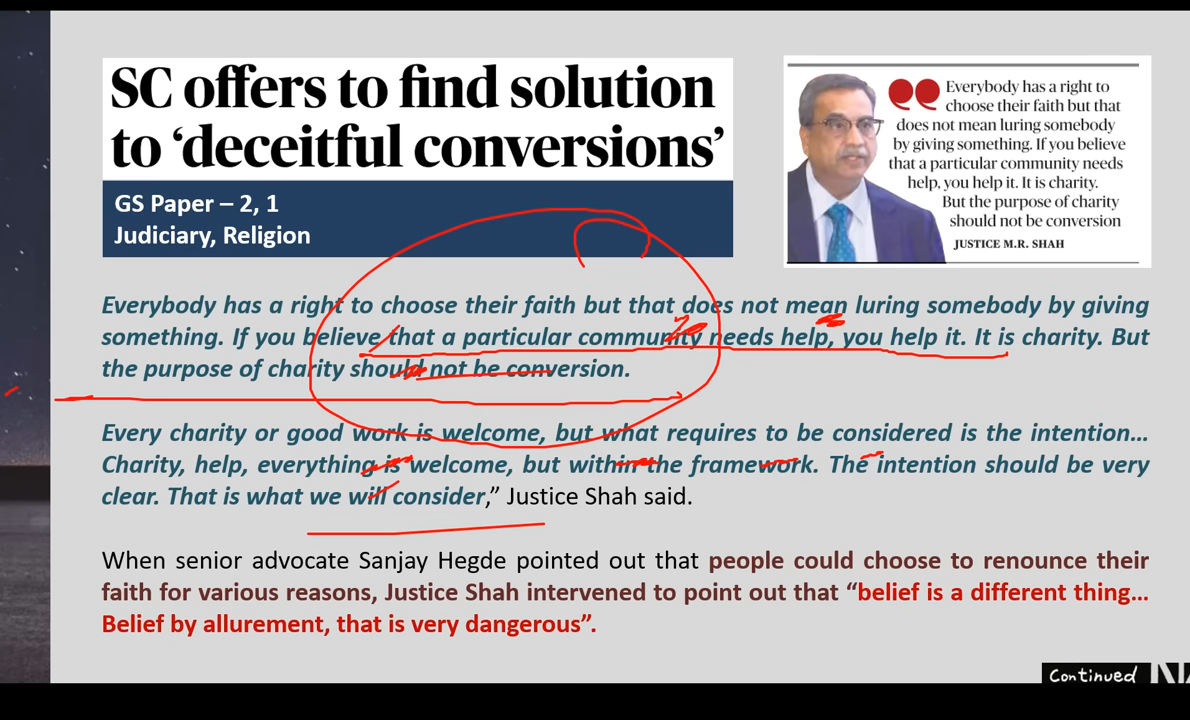 SC offers to find solution
to ‘deceitful conversions’
GS Paper – 2, 1
Judiciary, Religion
Everybody has a right to
choose their faith but that
does not mean luring somebody
by giving something. If you believe
that a particular community needs
help, you help it. It is charity.
But the purpose of charity
should not be conversion
JUSTICE M.R. SHAH
Everybody has a right to choose their faith but that does not mean luring somebody by giving
something. If you believe that a particular community needs help, you help it. It is charity. But
the purpose of charity should not be conversion.
Every charity or good work is welcome, but what requires to be considered is the intention…
Charity, help, everything is welcome, but within the framework. The intention should be very
clear. That is what we will consider,” Justice Shah said.
When senior advocate Sanjay Hegde pointed out that people could choose to renounce their
faith for various reasons, Justice Shah intervened to point out that “belief is a different thing…
Belief by allurement, that is very dangerous”.
Continued